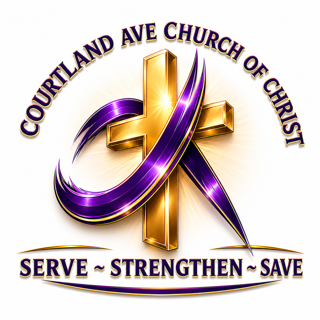 COURTLAND AVE CHURCH OF CHRIST
SERVE ~ STRENGTHEN ~ SAVE